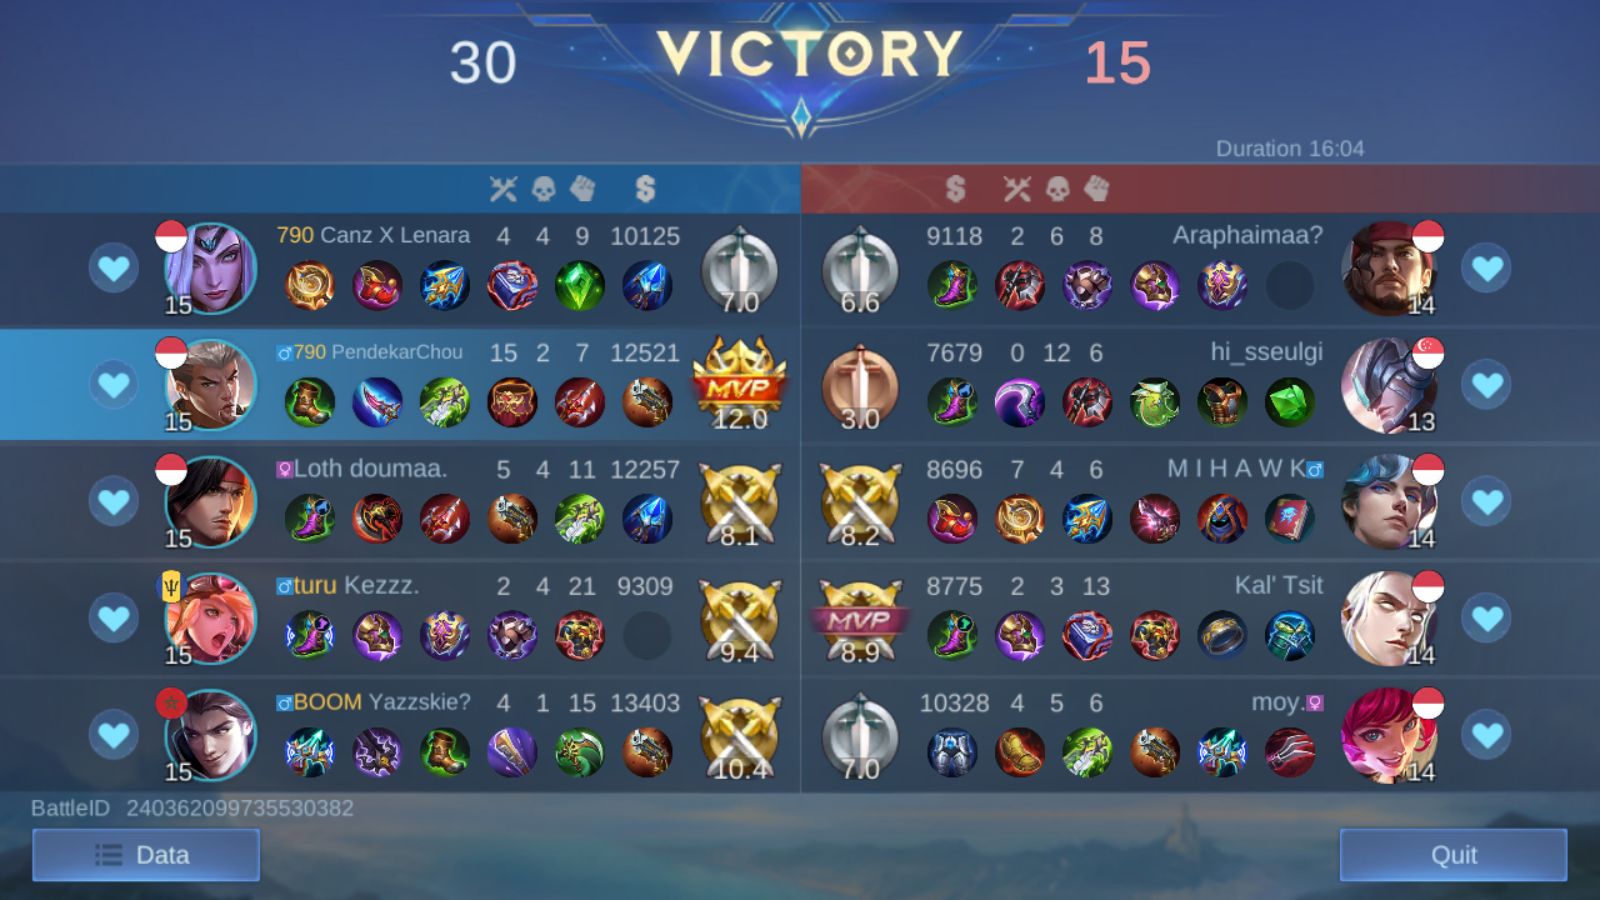 30 VICTORY 15
Duration 16:04
790 Canz X Lenara 4 4 9 10125 7.0 15
9118 2 6 8 Araphaimaa? 6.6 14
790 PendekarChou 15 2 7 12521 MVP 12.0 15
7679 0 12 6 hi_sseulgi 3.0 13
Loth doumaa. 5 4 11 12257 8.1 15
8696 7 4 6 M I H A W K 8.2 14
turu Kezzz. 2 4 21 9309 9.4 15
8775 2 3 13 Kal' Tsit MVP 8.9 14
BOOM Yazzskie? 4 1 15 13403 10.4 15
10328 4 5 6 moy. 7.0 14
BattleID 240362099735530382
Data
Quit